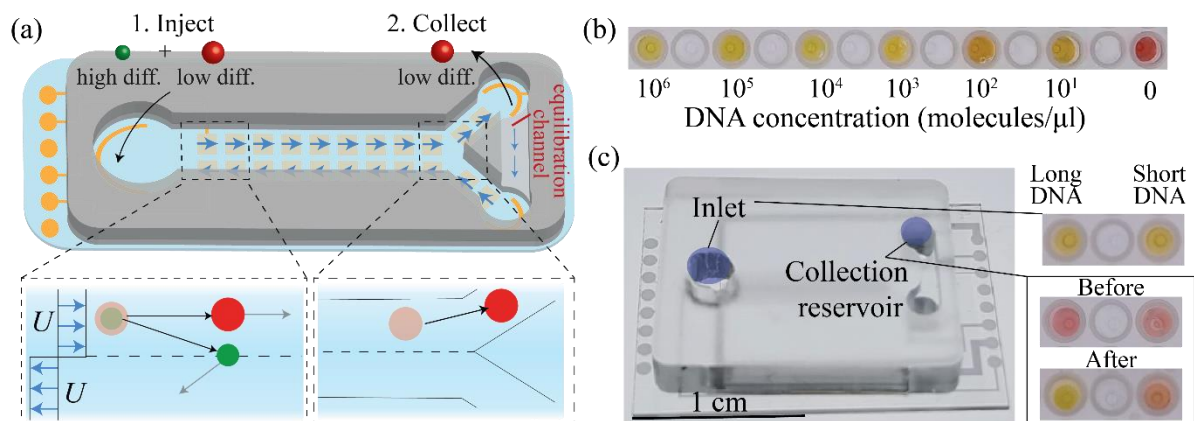 (a)
1. Inject
2. Collect
+
high diff.
low diff.
low diff.
equilibration
channel
U
U
(b)
10⁶
10⁵
10⁴
10³
10²
10¹
0
DNA concentration (molecules/μl)
(c)
Inlet
Collection
reservoir
1 cm
Long
DNA
Short
DNA
Before
After